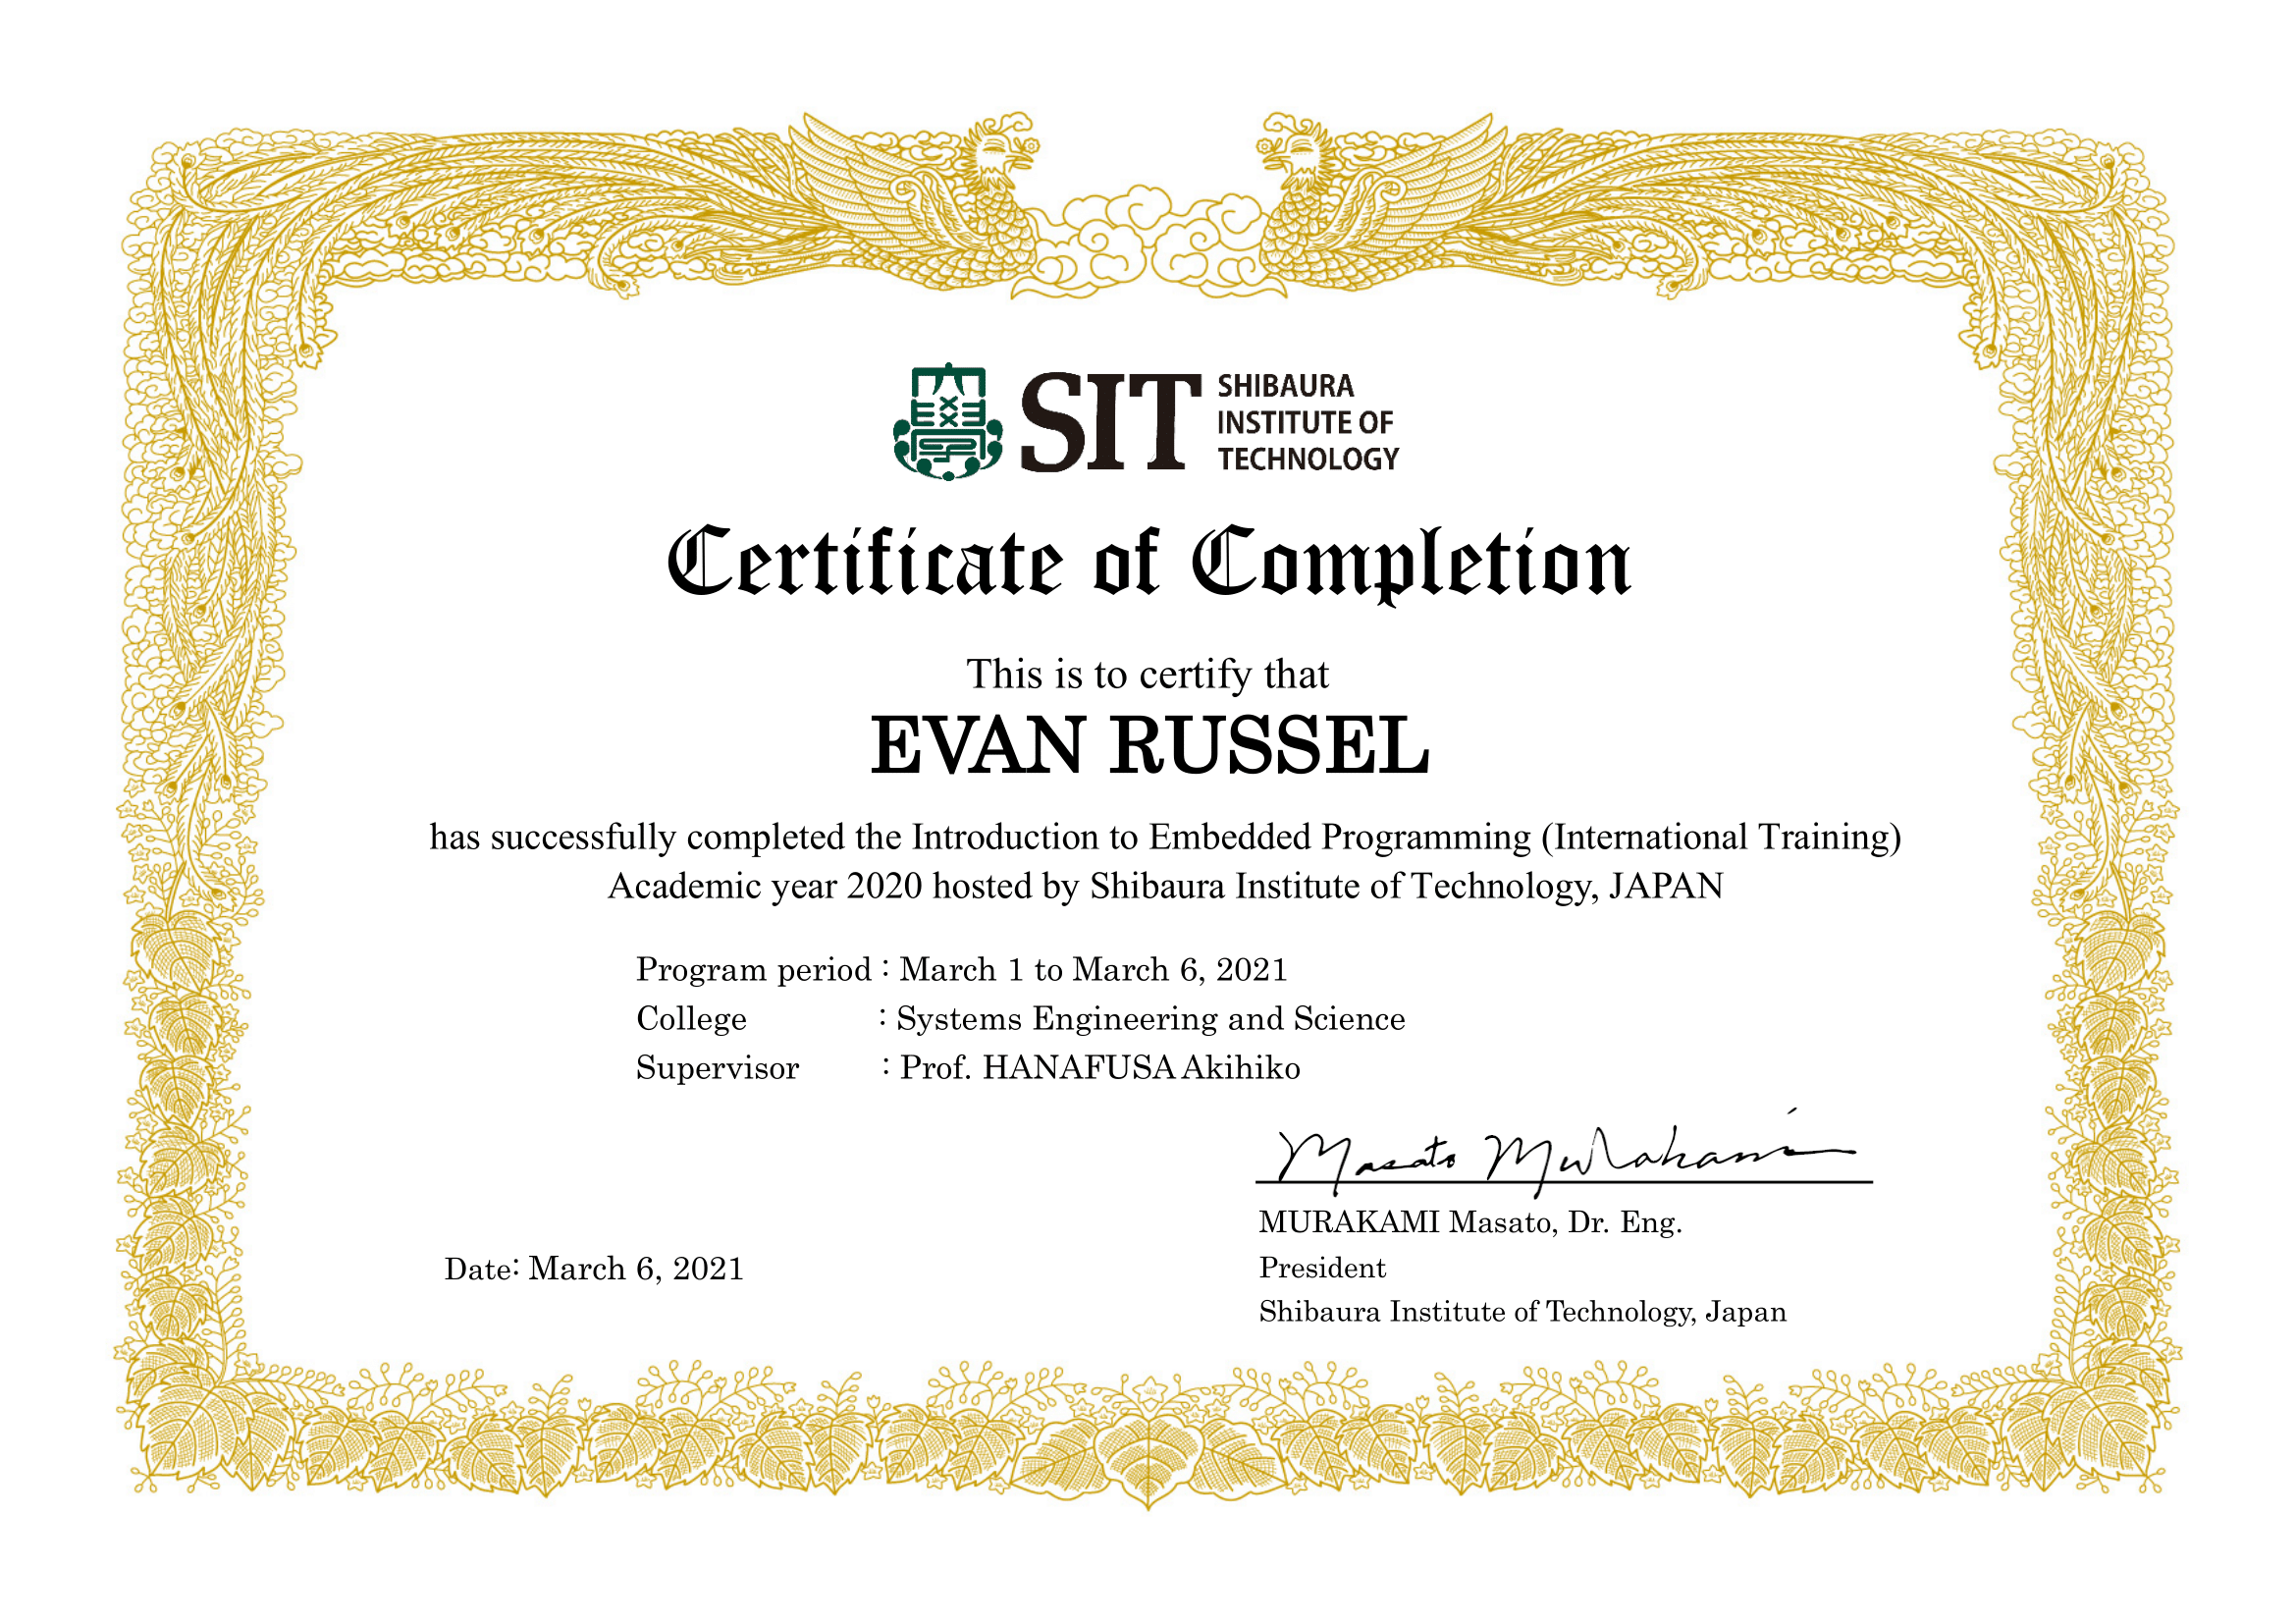 SIT
SHIBAURA
INSTITUTE OF
TECHNOLOGY
Certificate of Completion
This is to certify that
EVAN RUSSEL
has successfully completed the Introduction to Embedded Programming (International Training)
Academic year 2020 hosted by Shibaura Institute of Technology, JAPAN
Program period : March 1 to March 6, 2021
College : Systems Engineering and Science
Supervisor : Prof. HANAFUSA Akihiko
Masato Murakami
MURAKAMI Masato, Dr. Eng.
President
Shibaura Institute of Technology, Japan
Date: March 6, 2021